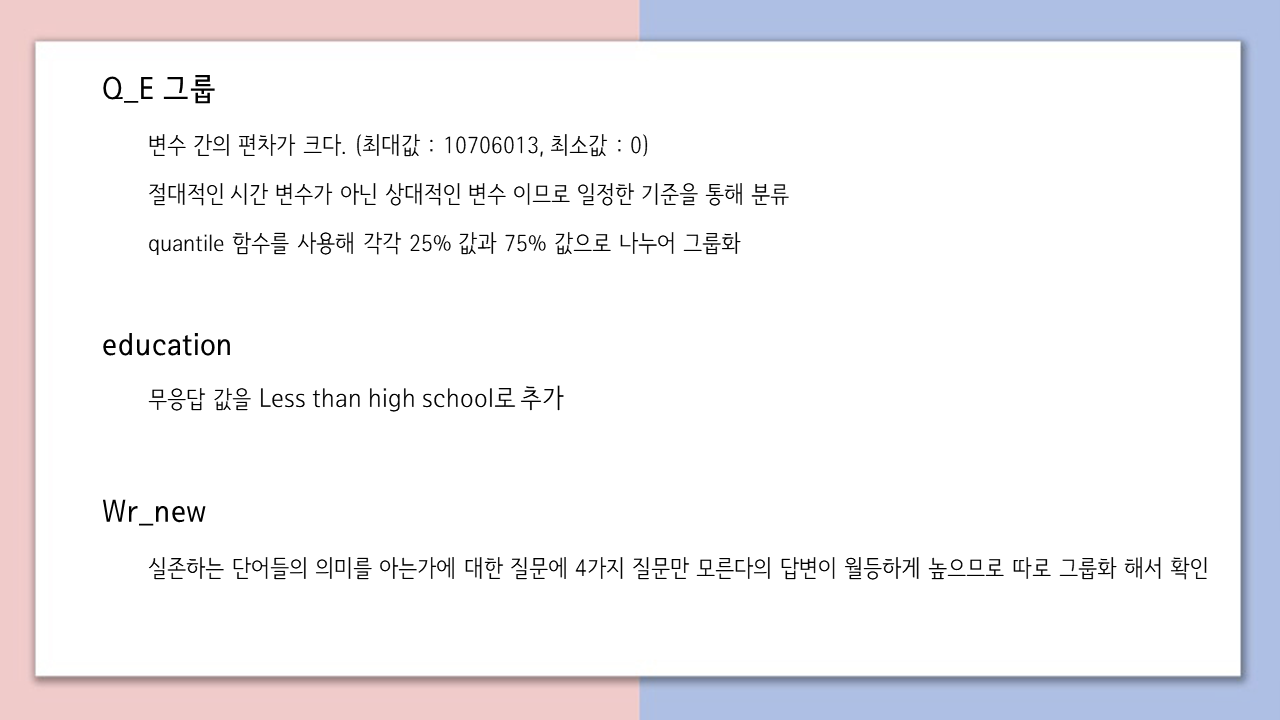 Q_E 그룹
변수 간의 편차가 크다. (최대값 : 10706013, 최소값 : 0)
절대적인 시간 변수가 아닌 상대적인 변수 이므로 일정한 기준을 통해 분류
quantile 함수를 사용해 각각 25% 값과 75% 값으로 나누어 그룹화
education
무응답 값을 Less than high school로 추가
Wr_new
실존하는 단어들의 의미를 아는가에 대한 질문에 4가지 질문만 모른다의 답변이 월등하게 높으므로 따로 그룹화 해서 확인